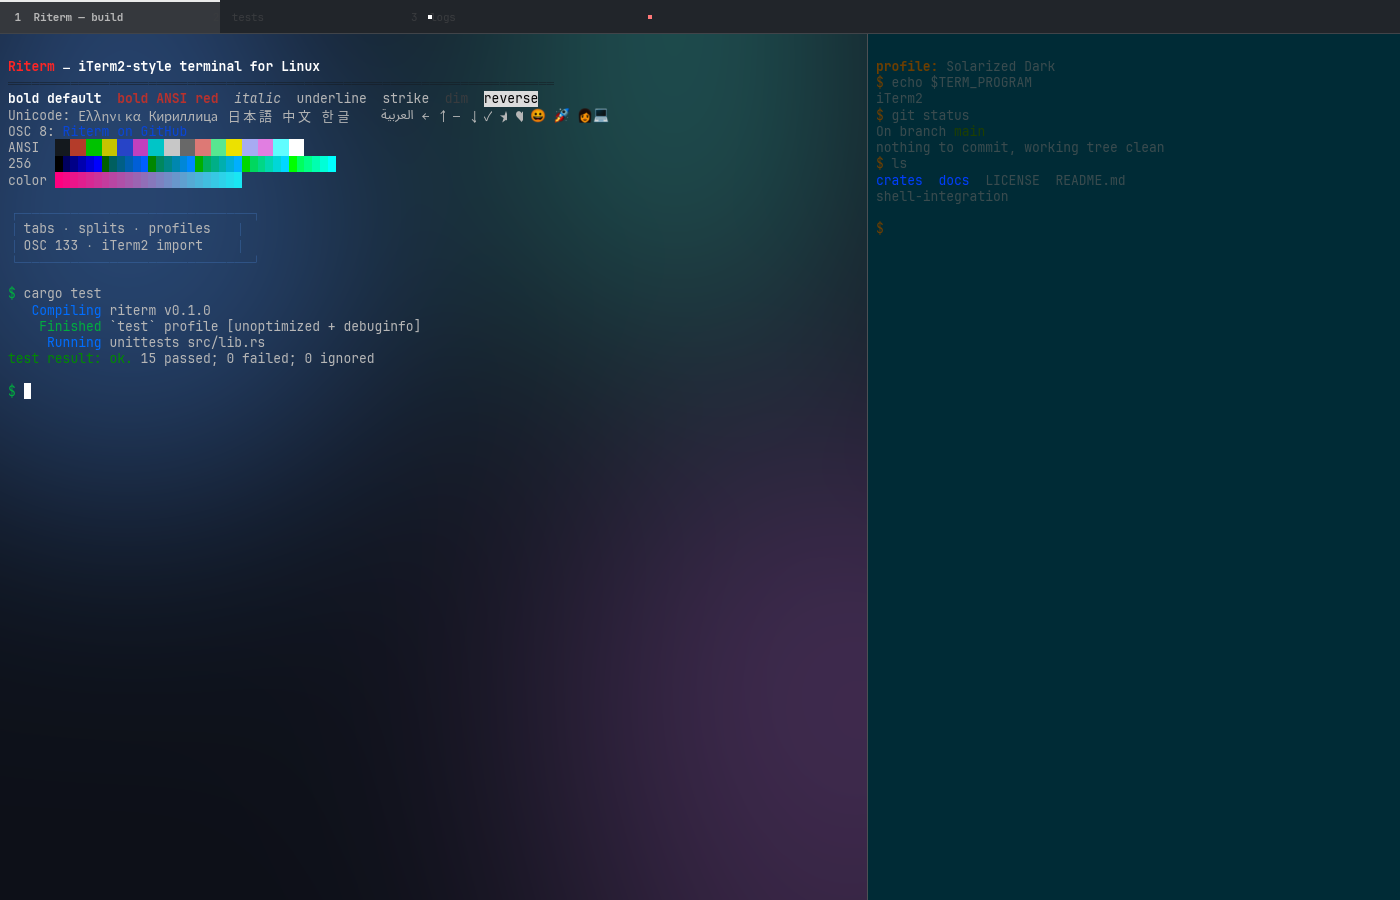 1 Riterm — build
tests
3 logs
Riterm — iTerm2-style terminal for Linux
bold default bold ANSI red italic underline strike dim reverse
Unicode: Ελληνικα Кириллица 日本語 中文 한글 العربية ← ↑ — ↓ ✓ ★ ♥ 😀 🎉 👩💻
OSC 8: Riterm on GitHub
ANSI
256
color
tabs · splits · profiles
OSC 133 · iTerm2 import
$ cargo test
Compiling riterm v0.1.0
Finished `test` profile [unoptimized + debuginfo]
Running unittests src/lib.rs
test result: ok. 15 passed; 0 failed; 0 ignored
$
profile: Solarized Dark
$ echo $TERM_PROGRAM
iTerm2
$ git status
On branch main
nothing to commit, working tree clean
$ ls
crates docs LICENSE README.md
shell-integration
$